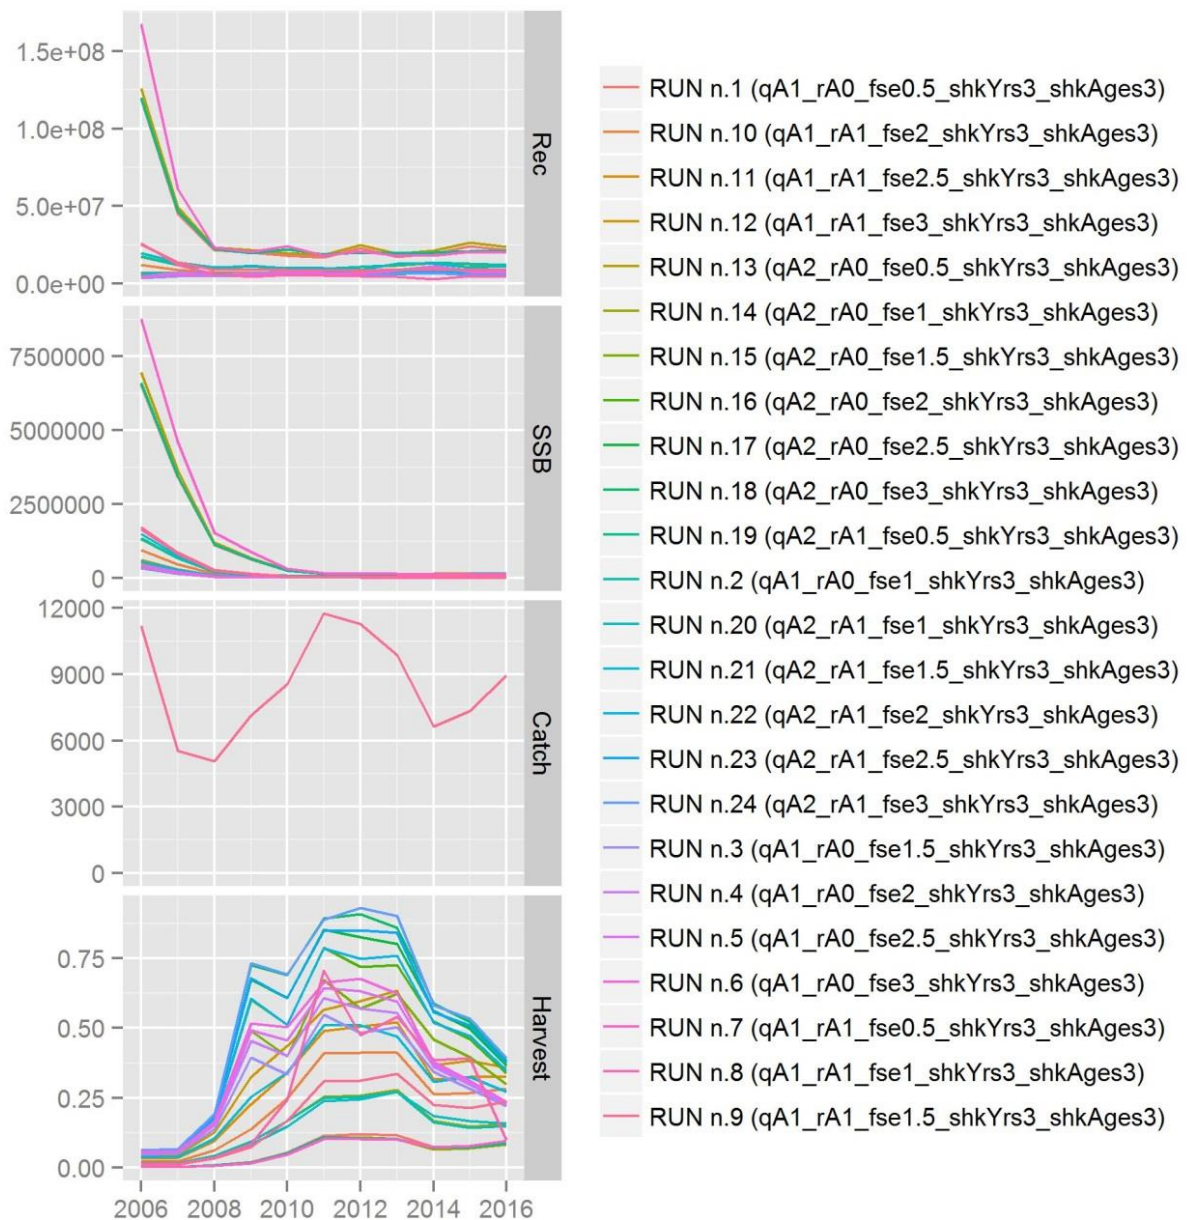 1.5e+08
1.0e+08
5.0e+07
0.0e+00
Rec
7500000
5000000
2500000
0
SSB
12000
9000
6000
3000
0
Catch
0.75
0.50
0.25
0.00
Harvest
2006 2008 2010 2012 2014 2016
RUN n.1 (qA1_rA0_fse0.5_shkYrs3_shkAges3)
RUN n.10 (qA1_rA1_fse2_shkYrs3_shkAges3)
RUN n.11 (qA1_rA1_fse2.5_shkYrs3_shkAges3)
RUN n.12 (qA1_rA1_fse3_shkYrs3_shkAges3)
RUN n.13 (qA2_rA0_fse0.5_shkYrs3_shkAges3)
RUN n.14 (qA2_rA0_fse1_shkYrs3_shkAges3)
RUN n.15 (qA2_rA0_fse1.5_shkYrs3_shkAges3)
RUN n.16 (qA2_rA0_fse2_shkYrs3_shkAges3)
RUN n.17 (qA2_rA0_fse2.5_shkYrs3_shkAges3)
RUN n.18 (qA2_rA0_fse3_shkYrs3_shkAges3)
RUN n.19 (qA2_rA1_fse0.5_shkYrs3_shkAges3)
RUN n.2 (qA1_rA0_fse1_shkYrs3_shkAges3)
RUN n.20 (qA2_rA1_fse1_shkYrs3_shkAges3)
RUN n.21 (qA2_rA1_fse1.5_shkYrs3_shkAges3)
RUN n.22 (qA2_rA1_fse2_shkYrs3_shkAges3)
RUN n.23 (qA2_rA1_fse2.5_shkYrs3_shkAges3)
RUN n.24 (qA2_rA1_fse3_shkYrs3_shkAges3)
RUN n.3 (qA1_rA0_fse1.5_shkYrs3_shkAges3)
RUN n.4 (qA1_rA0_fse2_shkYrs3_shkAges3)
RUN n.5 (qA1_rA0_fse2.5_shkYrs3_shkAges3)
RUN n.6 (qA1_rA0_fse3_shkYrs3_shkAges3)
RUN n.7 (qA1_rA1_fse0.5_shkYrs3_shkAges3)
RUN n.8 (qA1_rA1_fse1_shkYrs3_shkAges3)
RUN n.9 (qA1_rA1_fse1.5_shkYrs3_shkAges3)